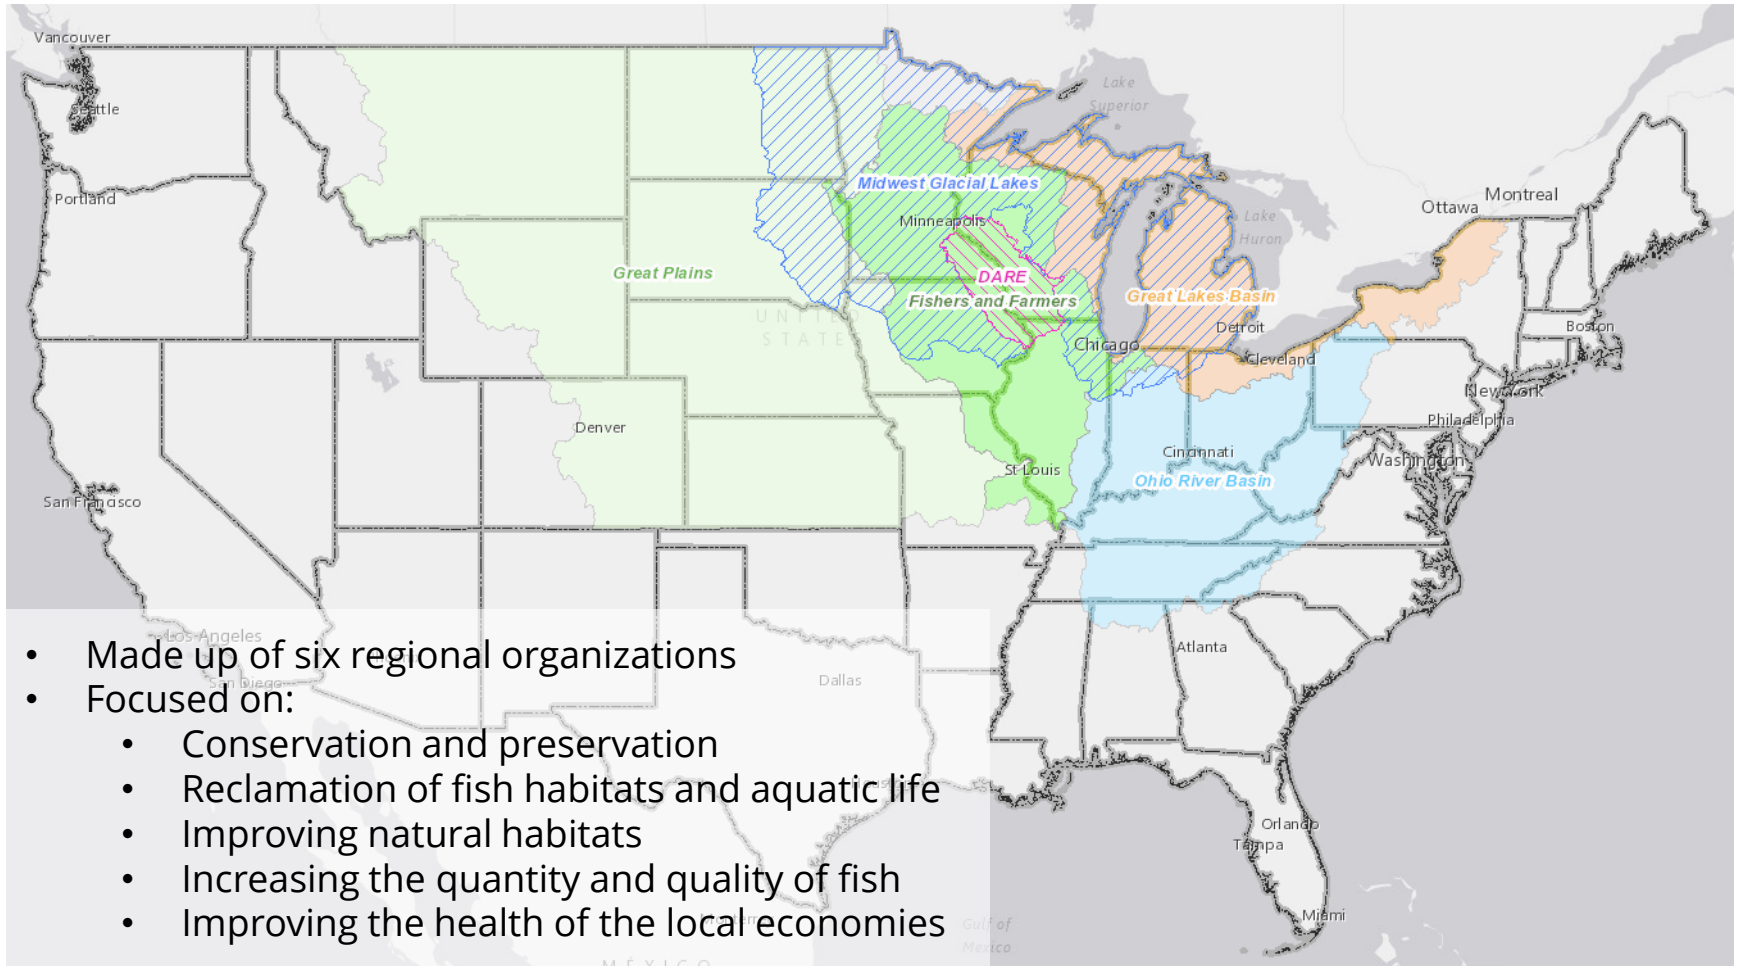 Vancouver
Seattle
Portland
Lake
Superior
Midwest Glacial Lakes
Minneapolis
Montreal
Ottawa
Lake
Huron
Great Plains
DARE
Fishers and Farmers
Great Lakes Basin
UNITED
STATE
Detroit
Boston
Chicago
Cleveland
New York
Denver
Philadelphia
Cincinnati
Washington
St Louis
Ohio River Basin
San Francisco
Los Angeles
Atlanta
San Diego
Dallas
Houston
Orlando
Tampa
Miami
Gulf of
Mexico
MÉXICO
• Made up of six regional organizations
• Focused on:
• Conservation and preservation
• Reclamation of fish habitats and aquatic life
• Improving natural habitats
• Increasing the quantity and quality of fish
• Improving the health of the local economies